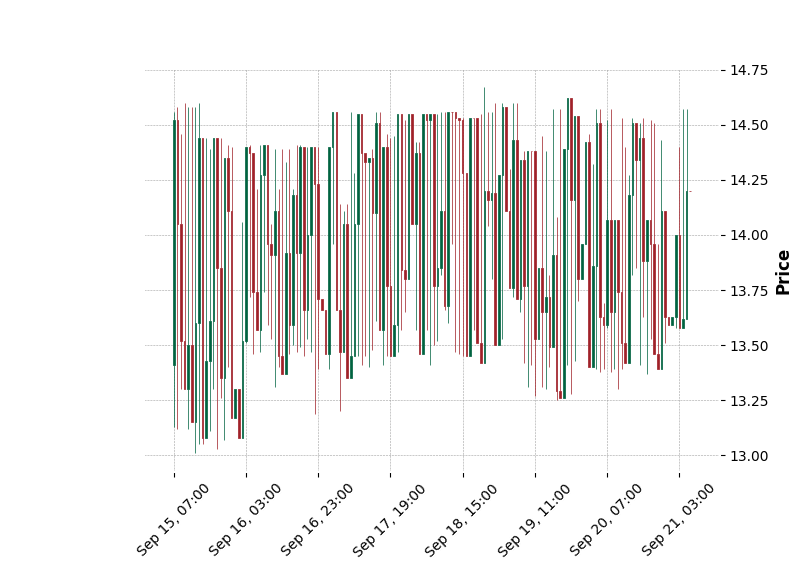 14.75
14.50
14.25
14.00
13.75
13.50
13.25
13.00
Price
Sep 15, 07:00
Sep 16, 03:00
Sep 16, 23:00
Sep 17, 19:00
Sep 18, 15:00
Sep 19, 11:00
Sep 20, 07:00
Sep 21, 03:00